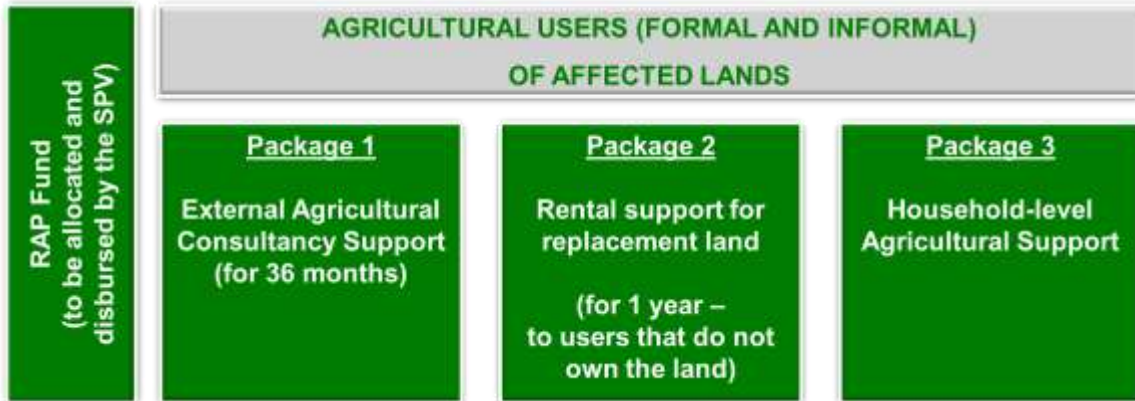 RAP Fund
(to be allocated and
disbursed by the SPV)
AGRICULTURAL USERS (FORMAL AND INFORMAL)
OF AFFECTED LANDS
Package 1
External Agricultural
Consultancy Support
(for 36 months)
Package 2
Rental support for
replacement land
(for 1 year –
to users that do not
own the land)
Package 3
Household-level
Agricultural Support